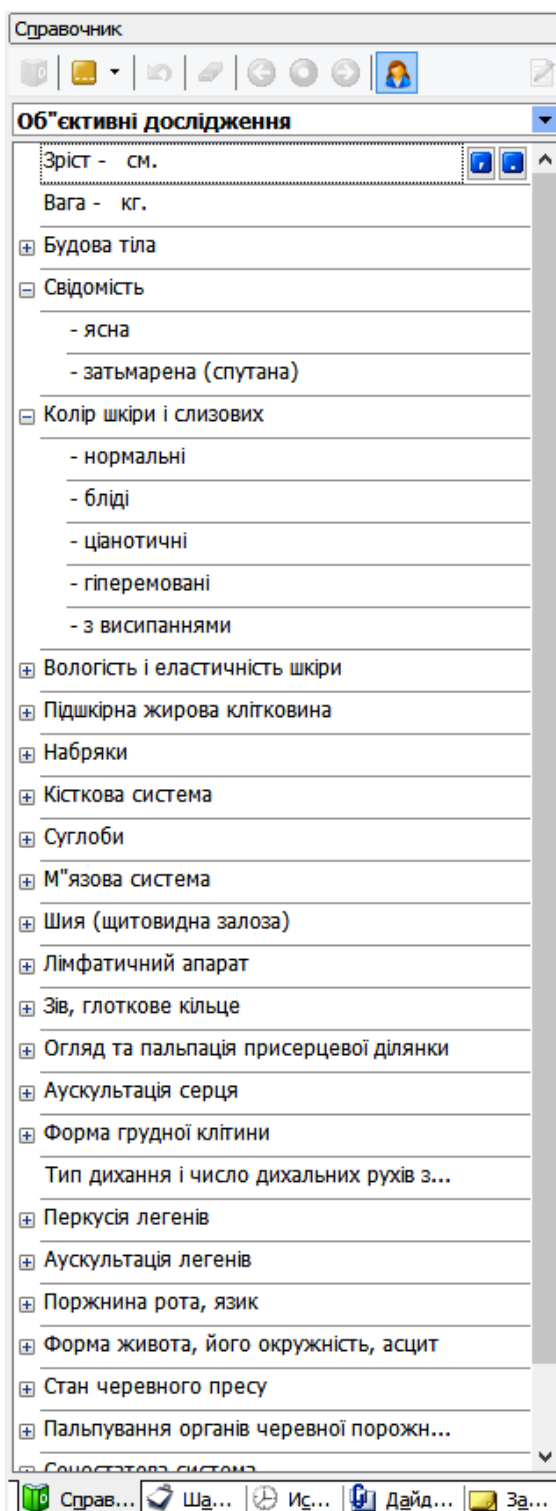 Справочник
Об"єктивні дослідження
Зріст - см.
Вага - кг.
Будова тіла
Свідомість
- ясна
- затьмарена (спутана)
Колір шкіри і слизових
- нормальні
- бліді
- ціанотичні
- гіперемовані
- з висипаннями
Вологість і еластичність шкіри
Підшкірна жирова клітковина
Набряки
Кісткова система
Суглоби
М"язова система
Шия (щитовидна залоза)
Лімфатичний апарат
Зів, глоткове кільце
Огляд та пальпація присерцевої ділянки
Аускультація серця
Форма грудної клітини
Тип дихання і число дихальних рухів з...
Перкусія легенів
Аускультація легенів
Поржнина рота, язик
Форма живота, його окружність, асцит
Стан черевного пресу
Пальпування органів черевної порожн...
система
Справ... Ша... Ис... Дайд... За...